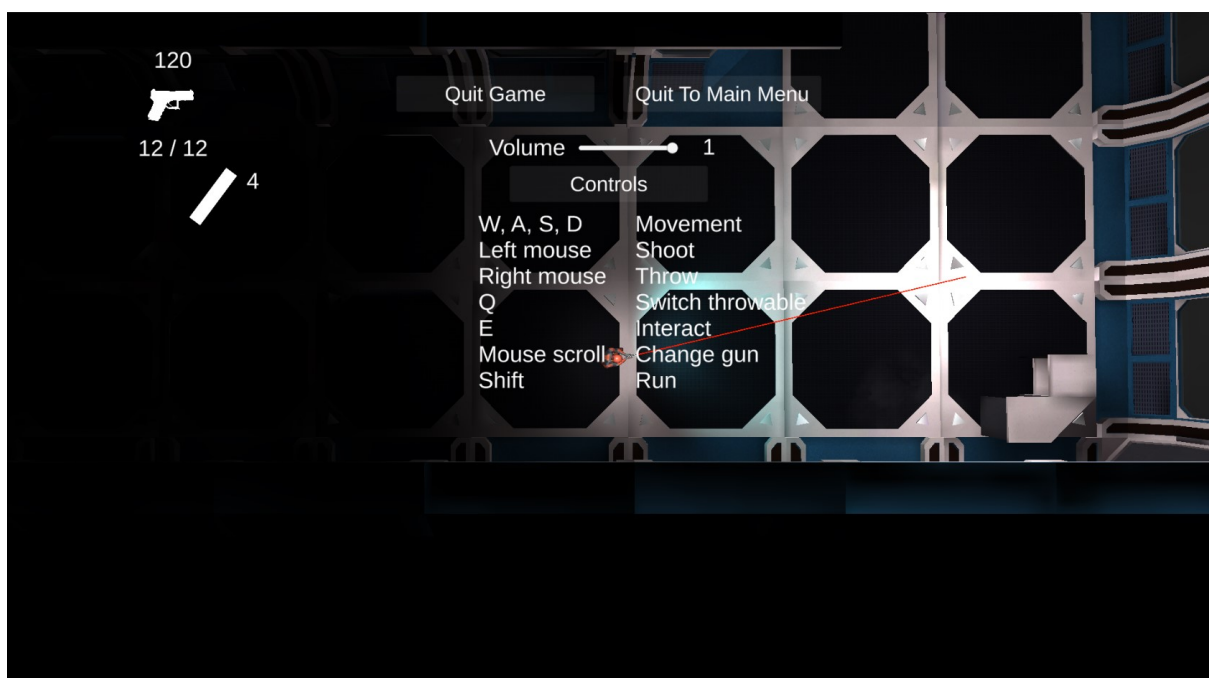 120
12 / 12
4
Quit Game Quit To Main Menu
Volume 1
Controls
W, A, S, D Movement
Left mouse Shoot
Right mouse Throw
Q Switch throwable
E Interact
Mouse scroll Change gun
Shift Run